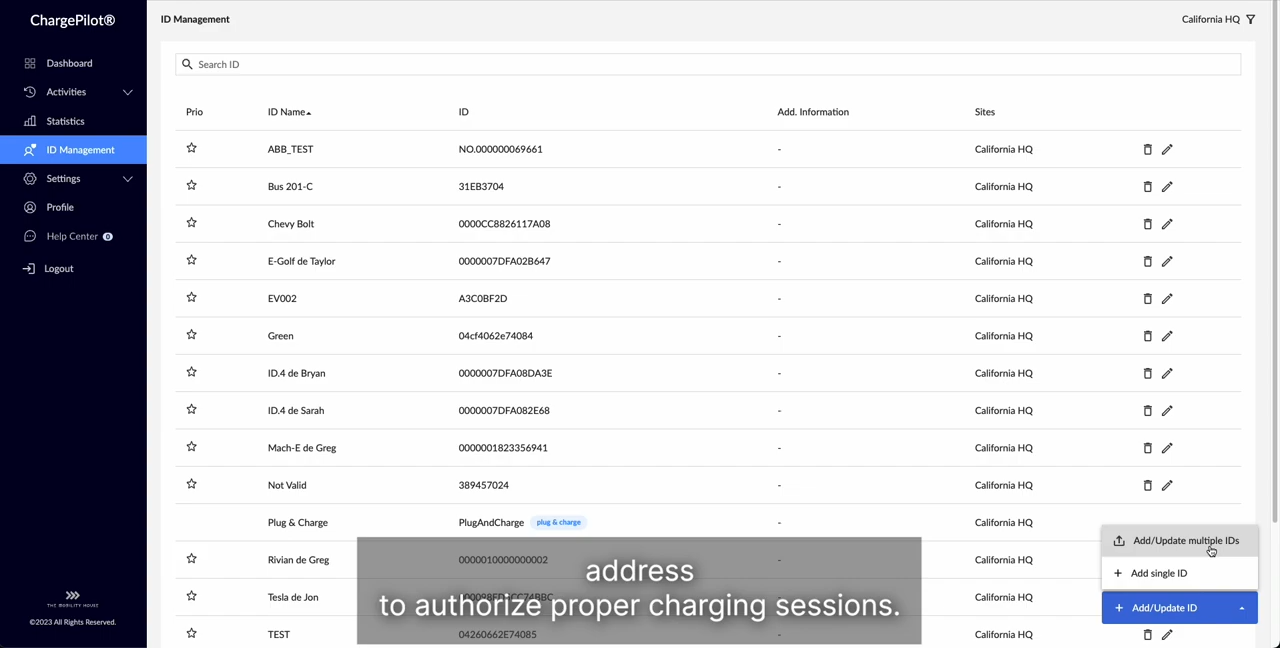 ChargePilot®
ID Management
California HQ
Dashboard
Activities
Statistics
ID Management
Settings
Profile
Help Center 0
Logout
Search ID
Prio ID Name ID Add. Information Sites
ABB_TEST NO.000000069661 - California HQ
Bus 201-C 31EB3704 - California HQ
Chevy Bolt 0000CC8826117A08 - California HQ
E-Golf de Taylor 0000007DFA02B647 - California HQ
EV002 A3C0BF2D - California HQ
Green 04cf4062e74084 - California HQ
ID.4 de Bryan 0000007DFA08DA3E - California HQ
ID.4 de Sarah 0000007DFA082E68 - California HQ
Mach-E de Greg 0000001823356941 - California HQ
Not Valid 389457024 - California HQ
Plug & Charge PlugAndCharge plug & charge - California HQ
Rivian de Greg 0000010000000002 - California HQ
Tesla de Jon - California HQ
TEST 04260662E74085 - California HQ
Add/Update multiple IDs
+ Add single ID
+ Add/Update ID
address
to authorize proper charging sessions.
THE MOBILITY HOUSE
©2023 All Rights Reserved.